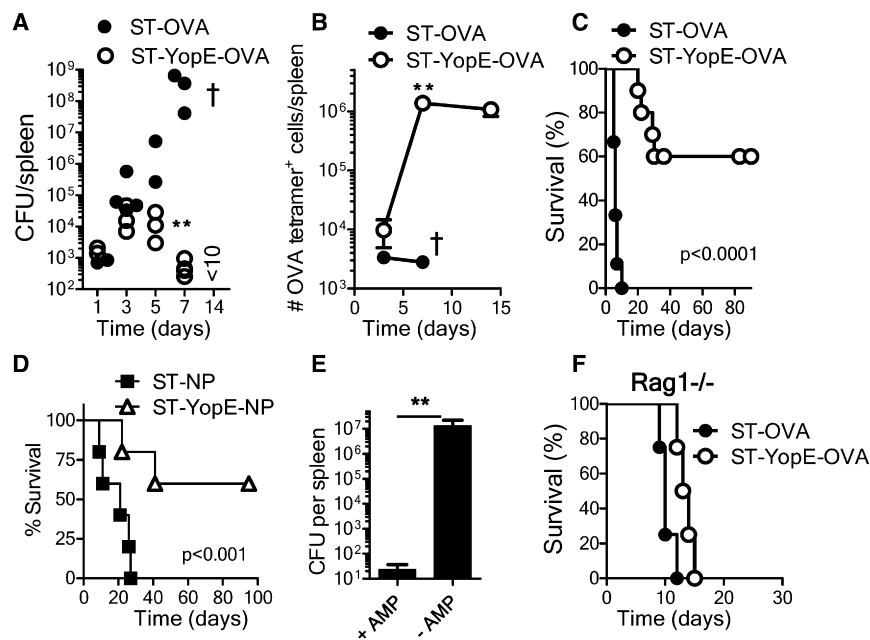 A
ST-OVA
ST-YopE-OVA
CFU/spleen
10^9
10^8
10^7
10^6
10^5
10^4
10^3
10^2
†
**
<10
1 3 5 7 14
Time (days)
B
ST-OVA
ST-YopE-OVA
# OVA tetramer+ cells/spleen
10^6
10^5
10^4
10^3
**
†
0 5 10 15
Time (days)
C
ST-OVA
ST-YopE-OVA
Survival (%)
100
80
60
40
20
0
p<0.0001
0 20 40 60 80
Time (days)
D
ST-NP
ST-YopE-NP
% Survival
100
75
50
25
0
p<0.001
0 20 40 60 80 100
Time (days)
E
**
CFU per spleen
10^7
10^6
10^5
10^4
10^3
10^2
10^1
+ AMP
- AMP
F
Rag1-/-
ST-OVA
ST-YopE-OVA
Survival (%)
100
80
60
40
20
0
0 10 20 30
Time (days)